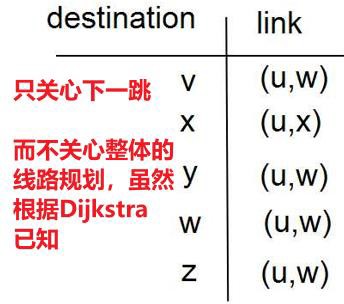 destination link
只关心下一跳
v (u,w)
x (u,x)
而不关心整体的
线路规划，虽然
y (u,w)
根据Dijkstra
已知
w (u,w)
z (u,w)